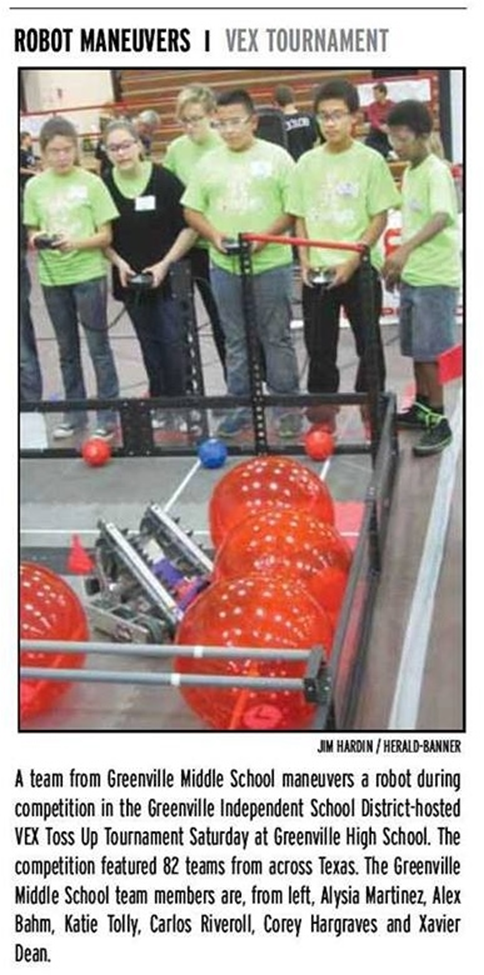 ROBOT MANEUVERS | VEX TOURNAMENT
JIM HARDIN / HERALD-BANNER
A team from Greenville Middle School maneuvers a robot during
competition in the Greenville Independent School District-hosted
VEX Toss Up Tournament Saturday at Greenville High School. The
competition featured 82 teams from across Texas. The Greenville
Middle School team members are, from left, Alysia Martinez, Alex
Bahm, Katie Tolly, Carlos Riveroll, Corey Hargraves and Xavier
Dean.